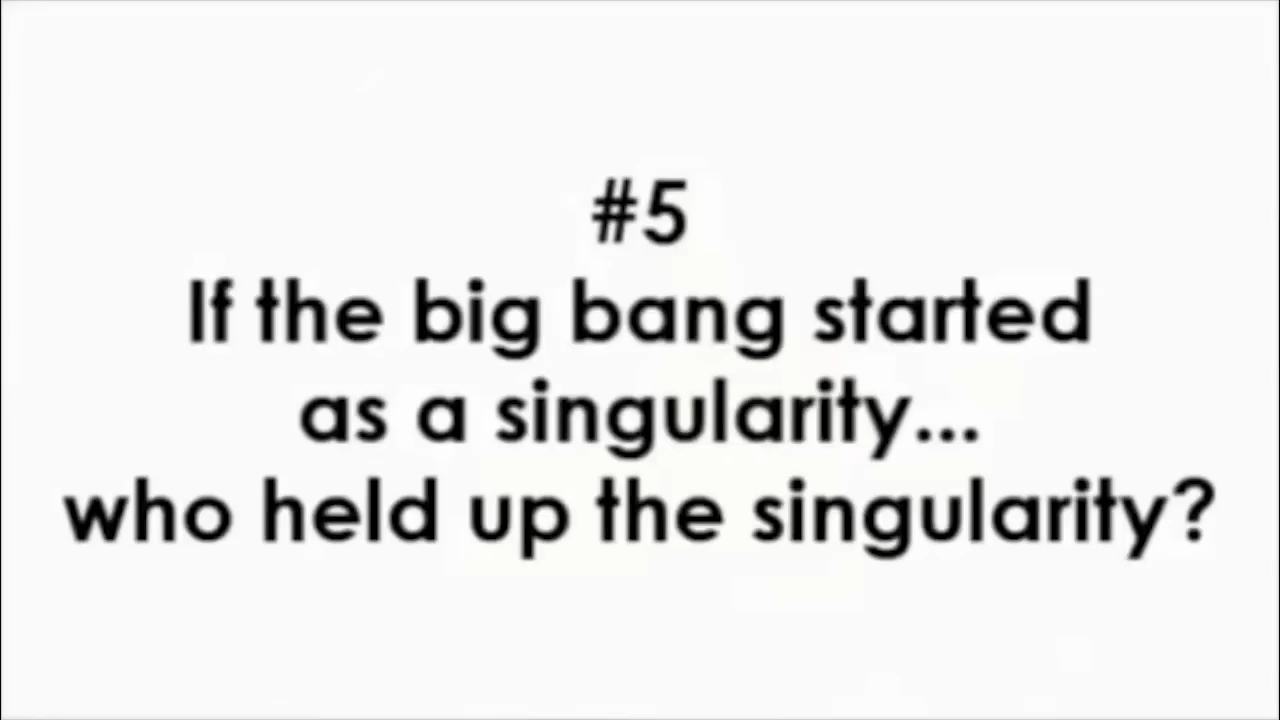 #5
If the big bang started
as a singularity...
who held up the singularity?